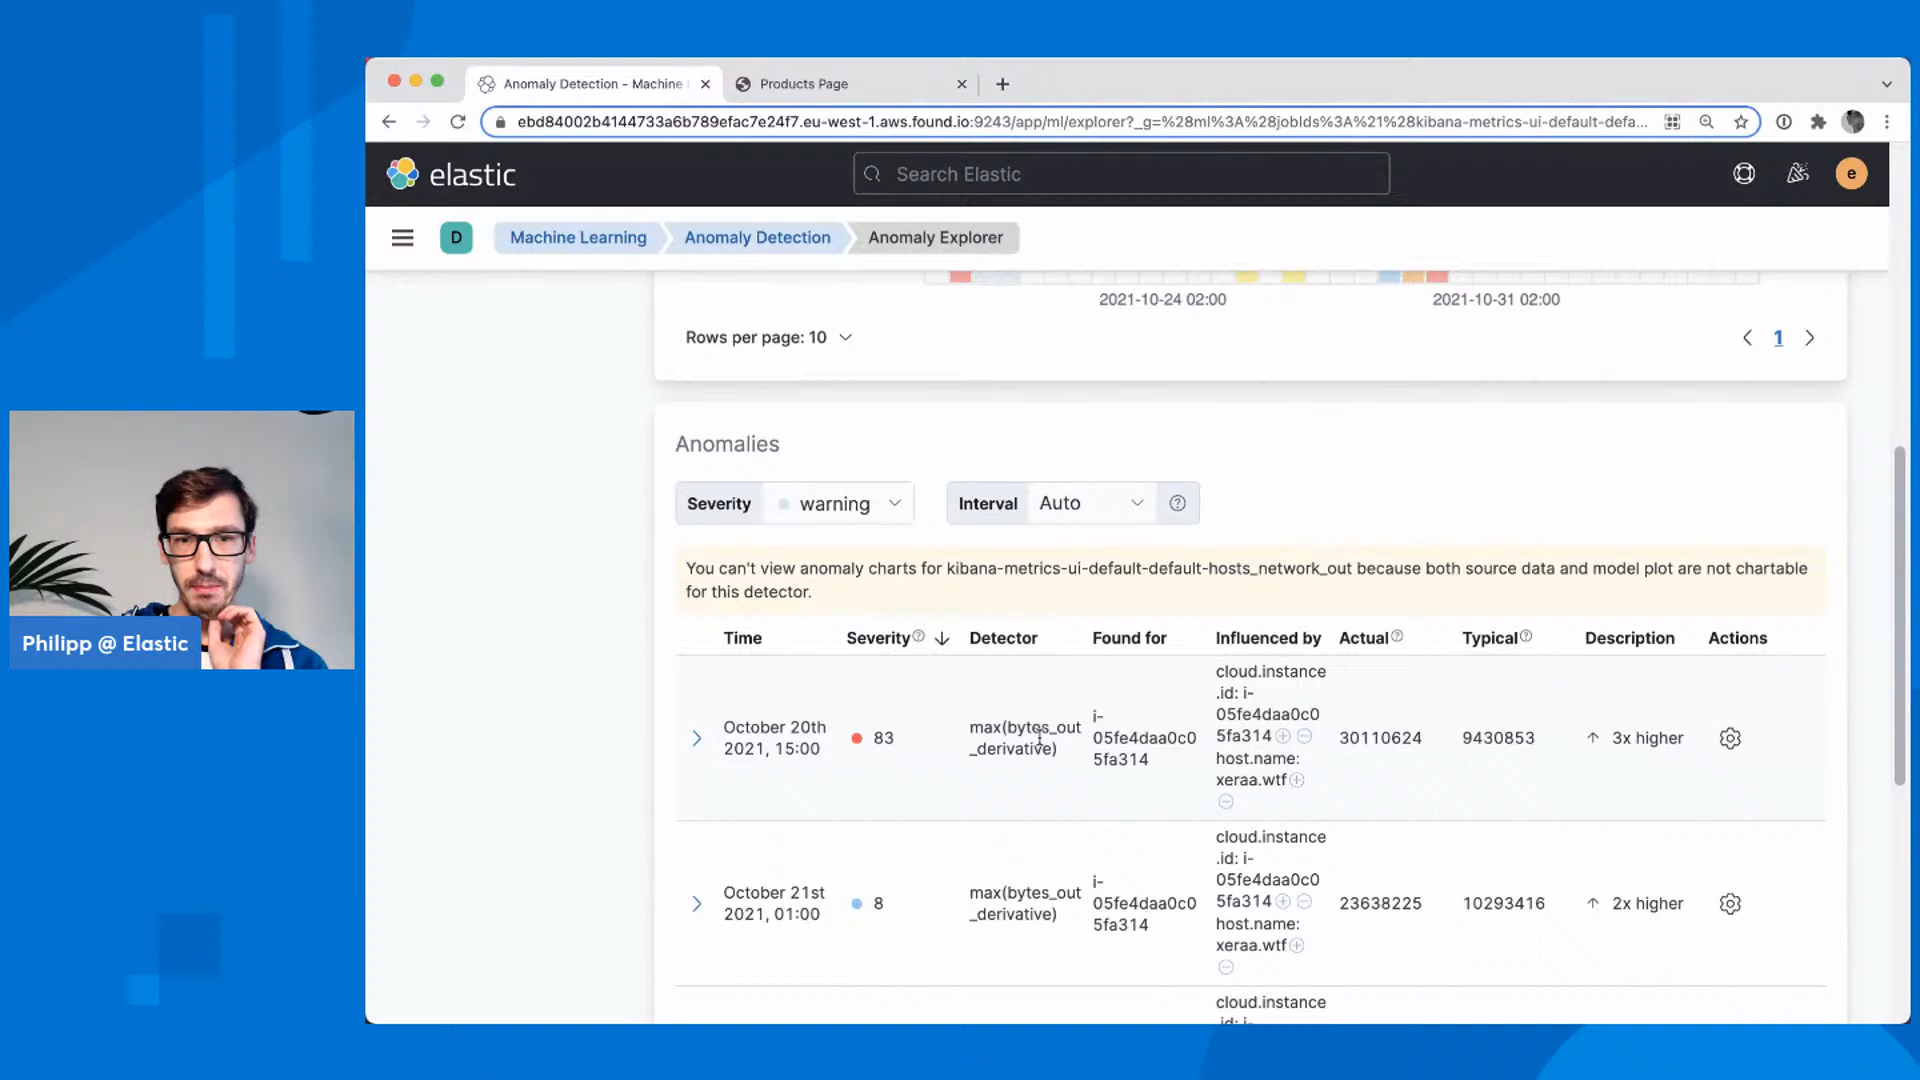 Anomaly Detection - Machine
Products Page
ebd84002b4144733a6b789efac7e24f7.eu-west-1.aws.found.io:9243/app/ml/explorer?_g=%28ml%3A%28jobIds%3A%21%28kibana-metrics-ui-default-defa...
elastic
Search Elastic
e
D
Machine Learning
Anomaly Detection
Anomaly Explorer
2021-10-24 02:00
2021-10-31 02:00
Rows per page: 10
1
Anomalies
Severity
warning
Interval
Auto
You can't view anomaly charts for kibana-metrics-ui-default-default-hosts_network_out because both source data and model plot are not chartable
for this detector.
Time
Severity
Detector
Found for
Influenced by
Actual
Typical
Description
Actions
October 20th
2021, 15:00
83
max(bytes_out
_derivative)
i-
05fe4daa0c0
5fa314
cloud.instance
.id: i-
05fe4daa0c0
5fa314
host.name:
xeraa.wtf
30110624
9430853
3x higher
October 21st
2021, 01:00
8
max(bytes_out
_derivative)
i-
05fe4daa0c0
5fa314
cloud.instance
.id: i-
05fe4daa0c0
5fa314
host.name:
xeraa.wtf
23638225
10293416
2x higher
cloud.instance
.id: i-
Philipp @ Elastic